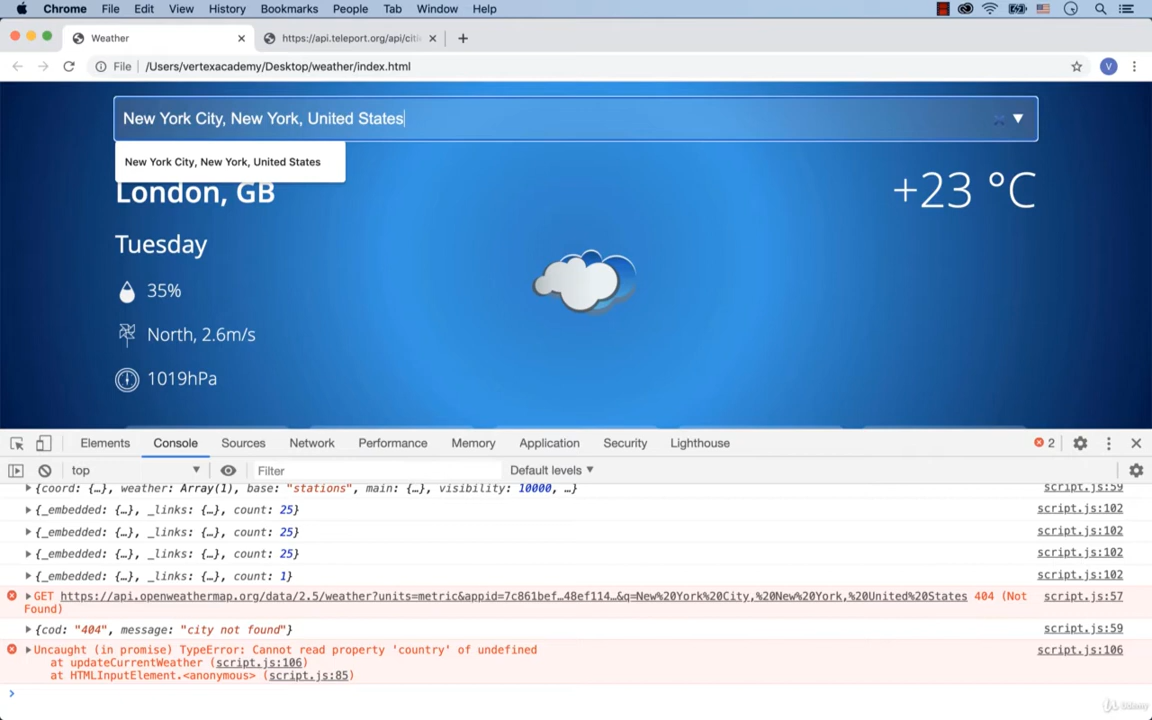 Chrome File Edit View History Bookmarks People Tab Window Help
Weather
https://api.teleport.org/api/citi
File /Users/vertexacademy/Desktop/weather/index.html V
New York City, New York, United States
New York City, New York, United States
London, GB
+23 °C
Tuesday
35%
North, 2.6m/s
1019hPa
Elements Console Sources Network Performance Memory Application Security Lighthouse 2
top Filter Default levels
{coord: {…}, weather: Array(1), base: "stations", main: {…}, visibility: 10000, …} script.js:59
{_embedded: {…}, _links: {…}, count: 25} script.js:102
{_embedded: {…}, _links: {…}, count: 25} script.js:102
{_embedded: {…}, _links: {…}, count: 25} script.js:102
{_embedded: {…}, _links: {…}, count: 1} script.js:102
GET https://api.openweathermap.org/data/2.5/weather?units=metric&appid=7c861bef…48ef114…&q=New%20York%20City,%20New%20York,%20United%20States 404 (Not script.js:57
Found)
{cod: "404", message: "city not found"} script.js:59
Uncaught (in promise) TypeError: Cannot read property 'country' of undefined script.js:106
at updateCurrentWeather (script.js:106)
at HTMLInputElement.<anonymous> (script.js:85)
Udemy